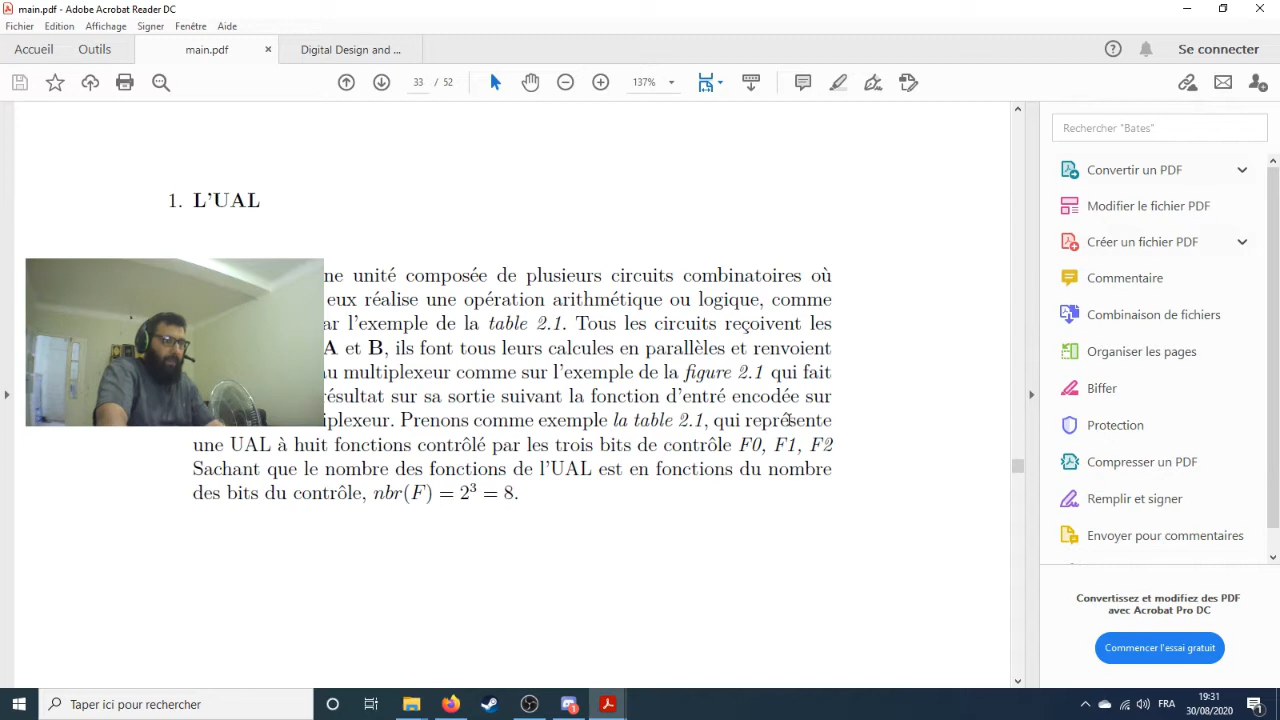 main.pdf - Adobe Acrobat Reader DC
Fichier Edition Affichage Signer Fenêtre Aide
Accueil Outils main.pdf × Digital Design and ...
? Se connecter
33 / 52 137%
1. L'UAL
ne unité composée de plusieurs circuits combinatoires où
eux réalise une opération arithmétique ou logique, comme
ar l'exemple de la table 2.1. Tous les circuits reçoivent les
A et B, ils font tous leurs calcules en parallèles et renvoient
au multiplexeur comme sur l'exemple de la figure 2.1 qui fait
résultat sur sa sortie suivant la fonction d'entré encodée sur
iplexeur. Prenons comme exemple la table 2.1, qui représente
une UAL à huit fonctions contrôlé par les trois bits de contrôle F0, F1, F2
Sachant que le nombre des fonctions de l'UAL est en fonctions du nombre
des bits du contrôle, nbr(F) = 2³ = 8.
Rechercher "Bates"
Convertir un PDF
Modifier le fichier PDF
Créer un fichier PDF
Commentaire
Combinaison de fichiers
Organiser les pages
Biffer
Protection
Compresser un PDF
Remplir et signer
Envoyer pour commentaires
Convertissez et modifiez des PDF
avec Acrobat Pro DC
Commencer l'essai gratuit
Taper ici pour rechercher
FRA
19:31
30/08/2020